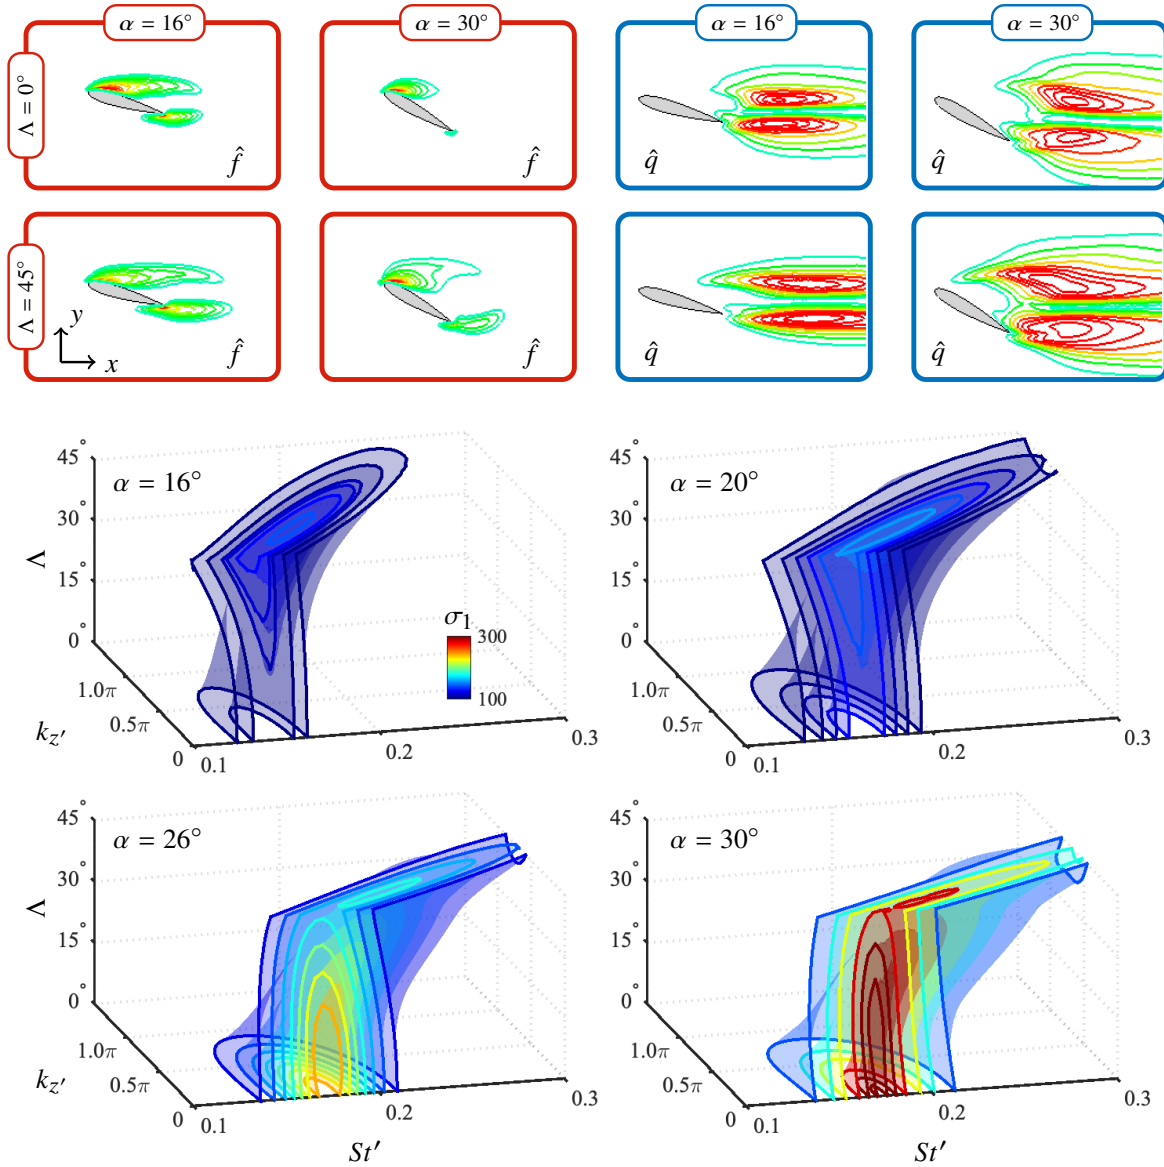 α = 16° α = 30° α = 16° α = 30°
Λ = 0°
f̂ f̂ q̂ q̂
Λ = 45°
y
x
f̂ f̂ q̂ q̂
45° α = 16° 45° α = 20°
30° 30°
Λ
15° 15°
0° 0°
σ₁
300
100
1.0π 1.0π
0.5π 0.5π
k_z′
0 0.1 0.2 0.3 0 0.1 0.2 0.3
45° α = 26° 45° α = 30°
30° 30°
Λ
15° 15°
0° 0°
1.0π 1.0π
0.5π 0.5π
k_z′
0 0.1 0.2 0.3 0 0.1 0.2 0.3
St′ St′